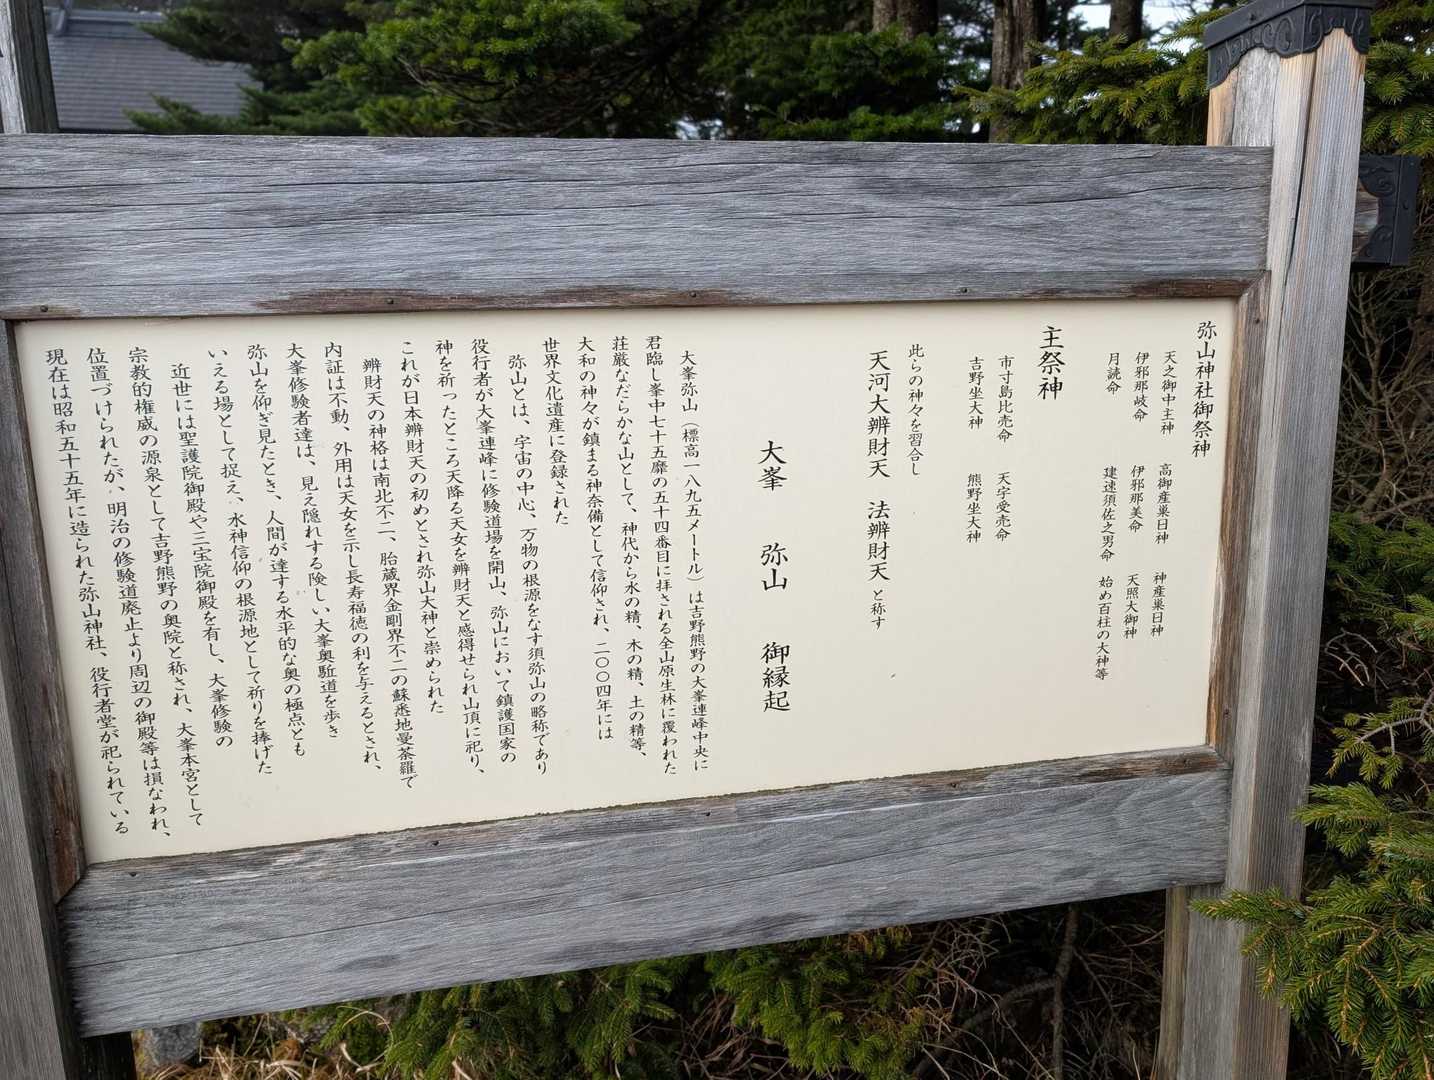 弥山神社御祭神
天之御中主神　高御産巣日神　神産巣日神
伊邪那岐命　伊邪那美命　天照大御神
月読命　建速須佐之男命　始め百柱の大神等
主祭神
市寸島比売命　天宇受売命
吉野坐大神　熊野坐大神
此らの神々を習合し
天河大辨財天　法辨財天　と称す
大峯　弥山　御縁起
大峯弥山（標高一八九五メートル）は吉野熊野の大峯連峰中央に
君臨し峯中七十五靡の五十四番目に拝される全山原生林に覆われた
荘厳なだらかな山として、神代から水の精、木の精、土の精等、
大和の神々が鎮まる神奈備として信仰され、二〇〇四年には
世界文化遺産に登録された
弥山とは、宇宙の中心、万物の根源をなす須弥山の略称であり
役行者が大峯連峰に修験道場を開山、弥山において鎮護国家の
神を祈ったところ天降る天女を辨財天と感得せられ山頂に祀り、
これが日本辨財天の初めとされ弥山大神と崇められた
辨財天の神格は南北不二、胎蔵界金剛界不二の蘇悉地曼荼羅で
内証は不動、外用は天女を示し長寿福徳の利を与えるとされ、
大峯修験者達は、見え隠れする険しい大峯奥駈道を歩き
弥山を仰ぎ見たとき、人間が達する水平的な奥の極点とも
いえる場として捉え、水神信仰の根源地として祈りを捧げた
近世には聖護院御殿や三宝院御殿を有し、大峯修験の
宗教的権威の源泉として吉野熊野の奥院と称され、大峯本宮として
位置づけられたが、明治の修験道廃止より周辺の御殿等は損なわれ、
現在は昭和五十五年に造られた弥山神社、役行者堂が祀られている